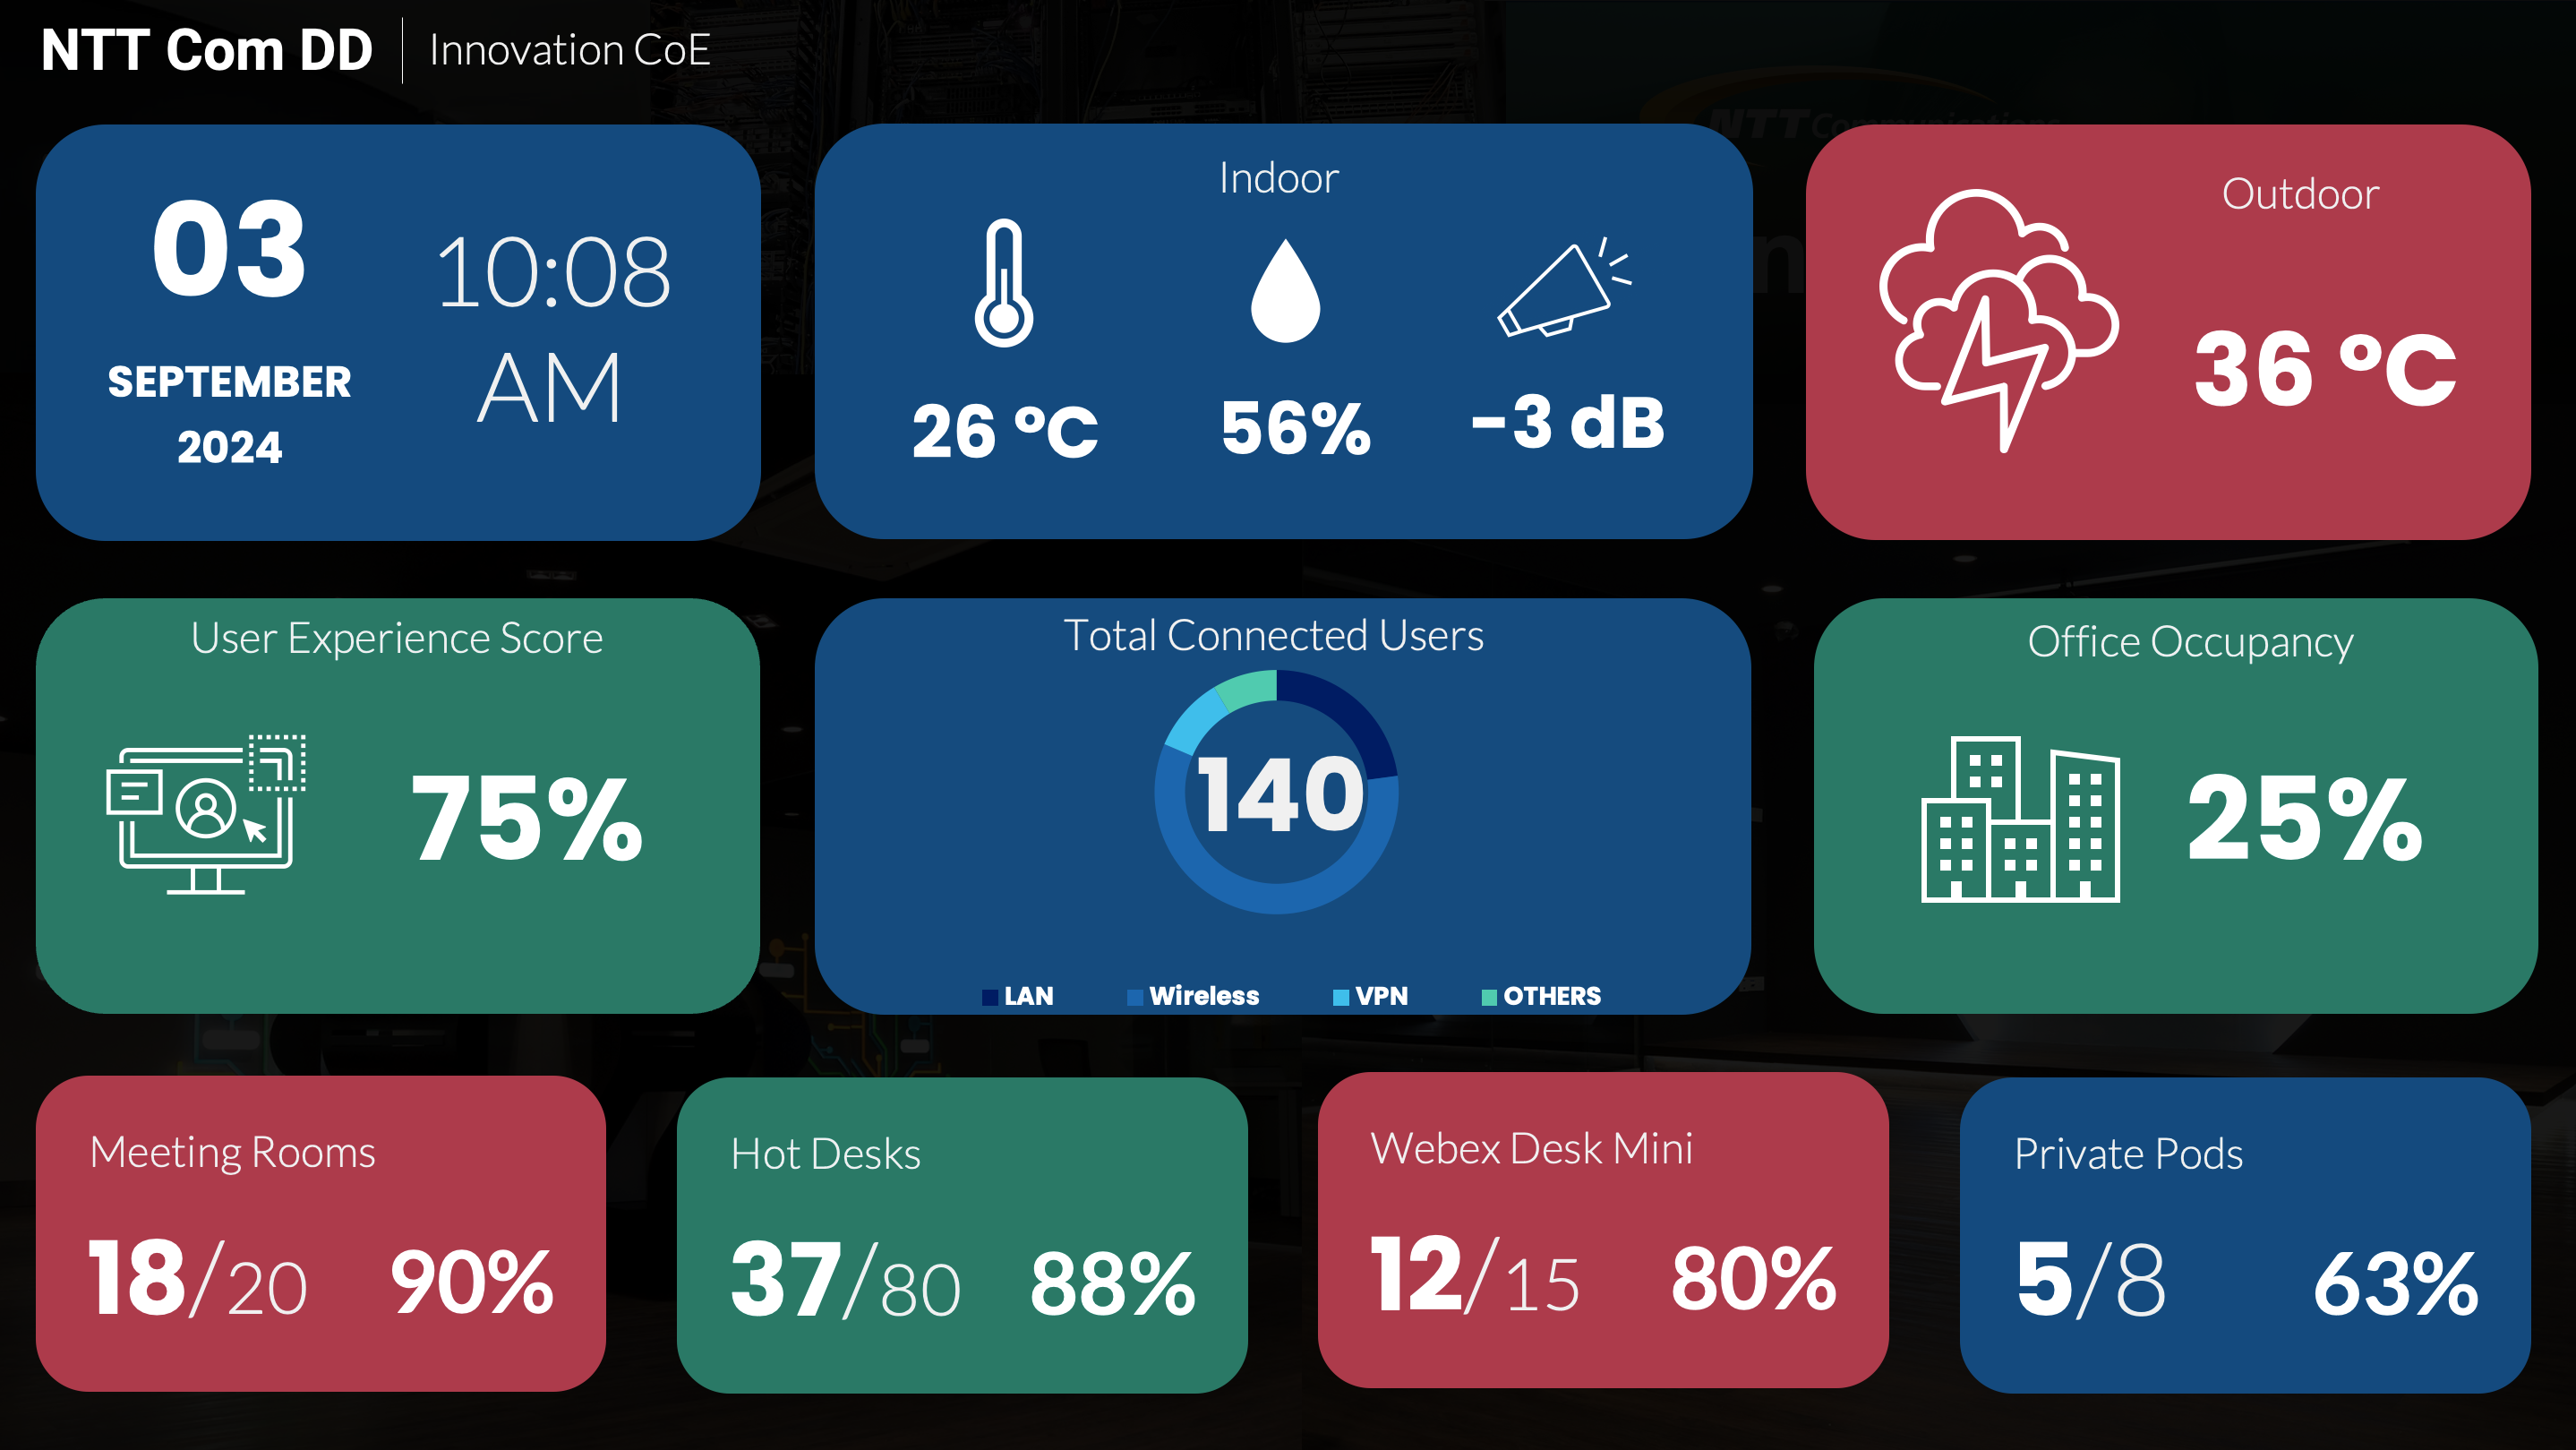 NTT Com DD | Innovation CoE
NTT Communications
03
SEPTEMBER
2024
10:08
AM
Indoor
26 °C
56%
-3 dB
Outdoor
36 °C
User Experience Score
75%
Total Connected Users
140
LAN
Wireless
VPN
OTHERS
Office Occupancy
25%
Meeting Rooms
18/20
90%
Hot Desks
37/80
88%
Webex Desk Mini
12/15
80%
Private Pods
5/8
63%